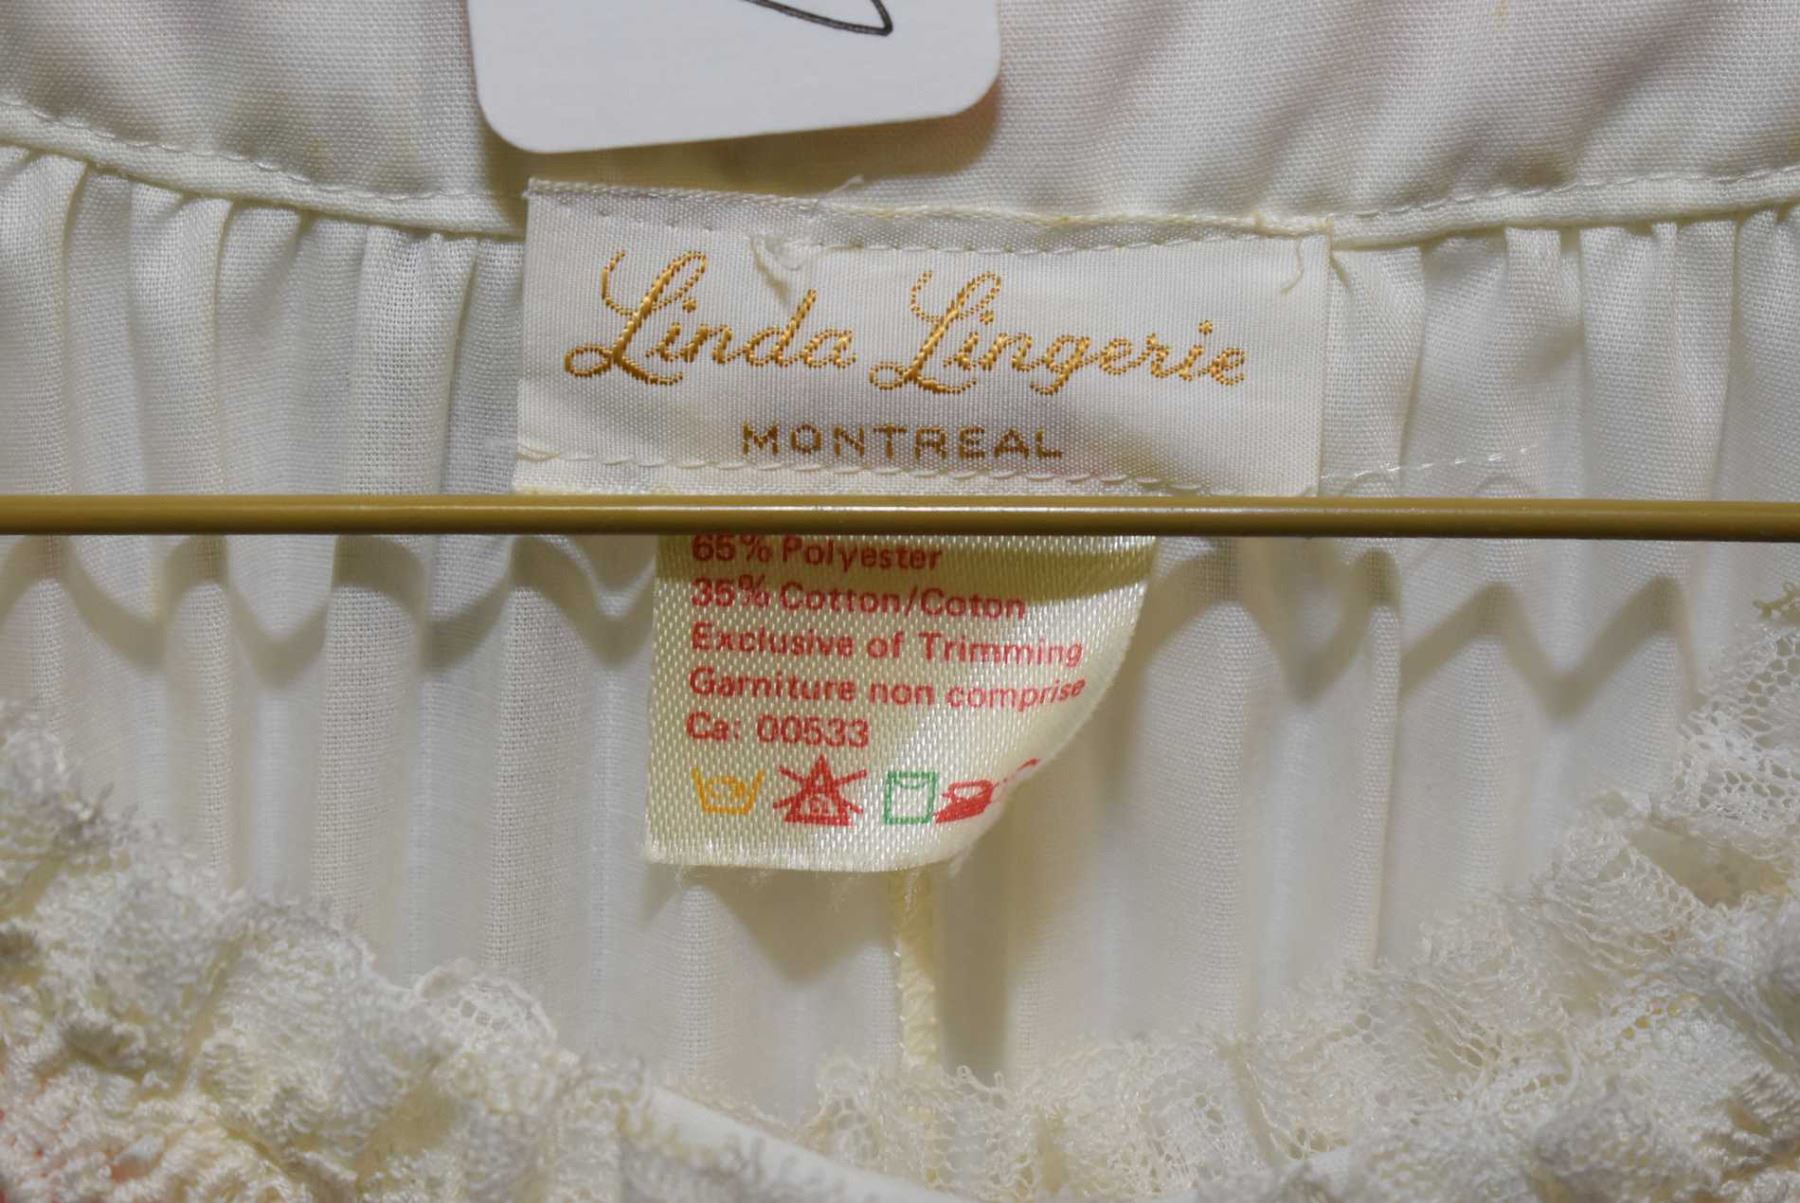 Linda Lingerie
MONTREAL
65% Polyester
35% Cotton/Coton
Exclusive of Trimming
Garniture non comprise
Ca: 00533